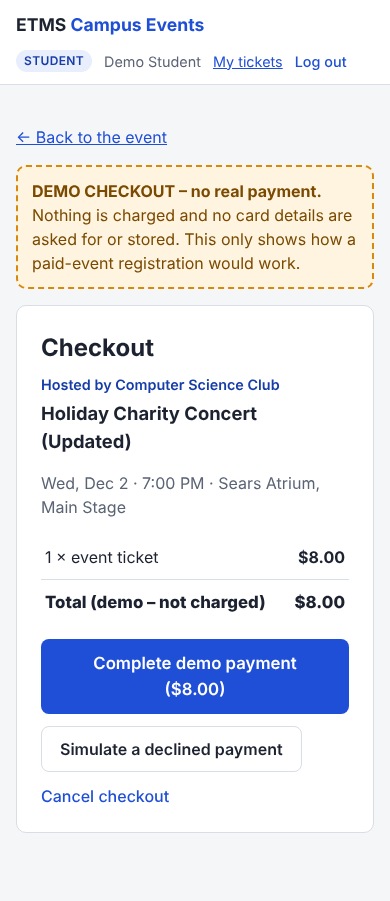 ETMS Campus Events
STUDENT Demo Student My tickets Log out
← Back to the event
DEMO CHECKOUT – no real payment.
Nothing is charged and no card details are
asked for or stored. This only shows how a
paid-event registration would work.
Checkout
Hosted by Computer Science Club
Holiday Charity Concert
(Updated)
Wed, Dec 2 · 7:00 PM · Sears Atrium,
Main Stage
1 × event ticket $8.00
Total (demo – not charged) $8.00
Complete demo payment
($8.00)
Simulate a declined payment
Cancel checkout